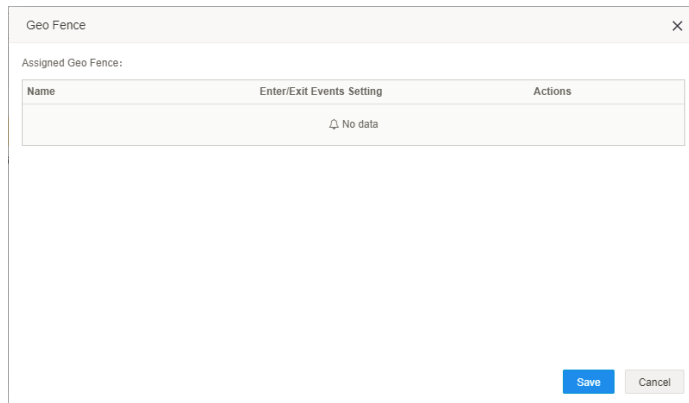 Geo Fence
Assigned Geo Fence:
Name Enter/Exit Events Setting Actions
No data
Save Cancel